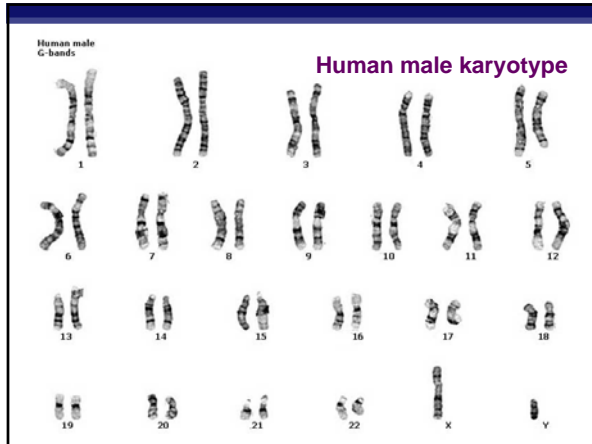 Human male
G-bands
Human male karyotype
1 2 3 4 5
6 7 8 9 10 11 12
13 14 15 16 17 18
19 20 21 22 X Y